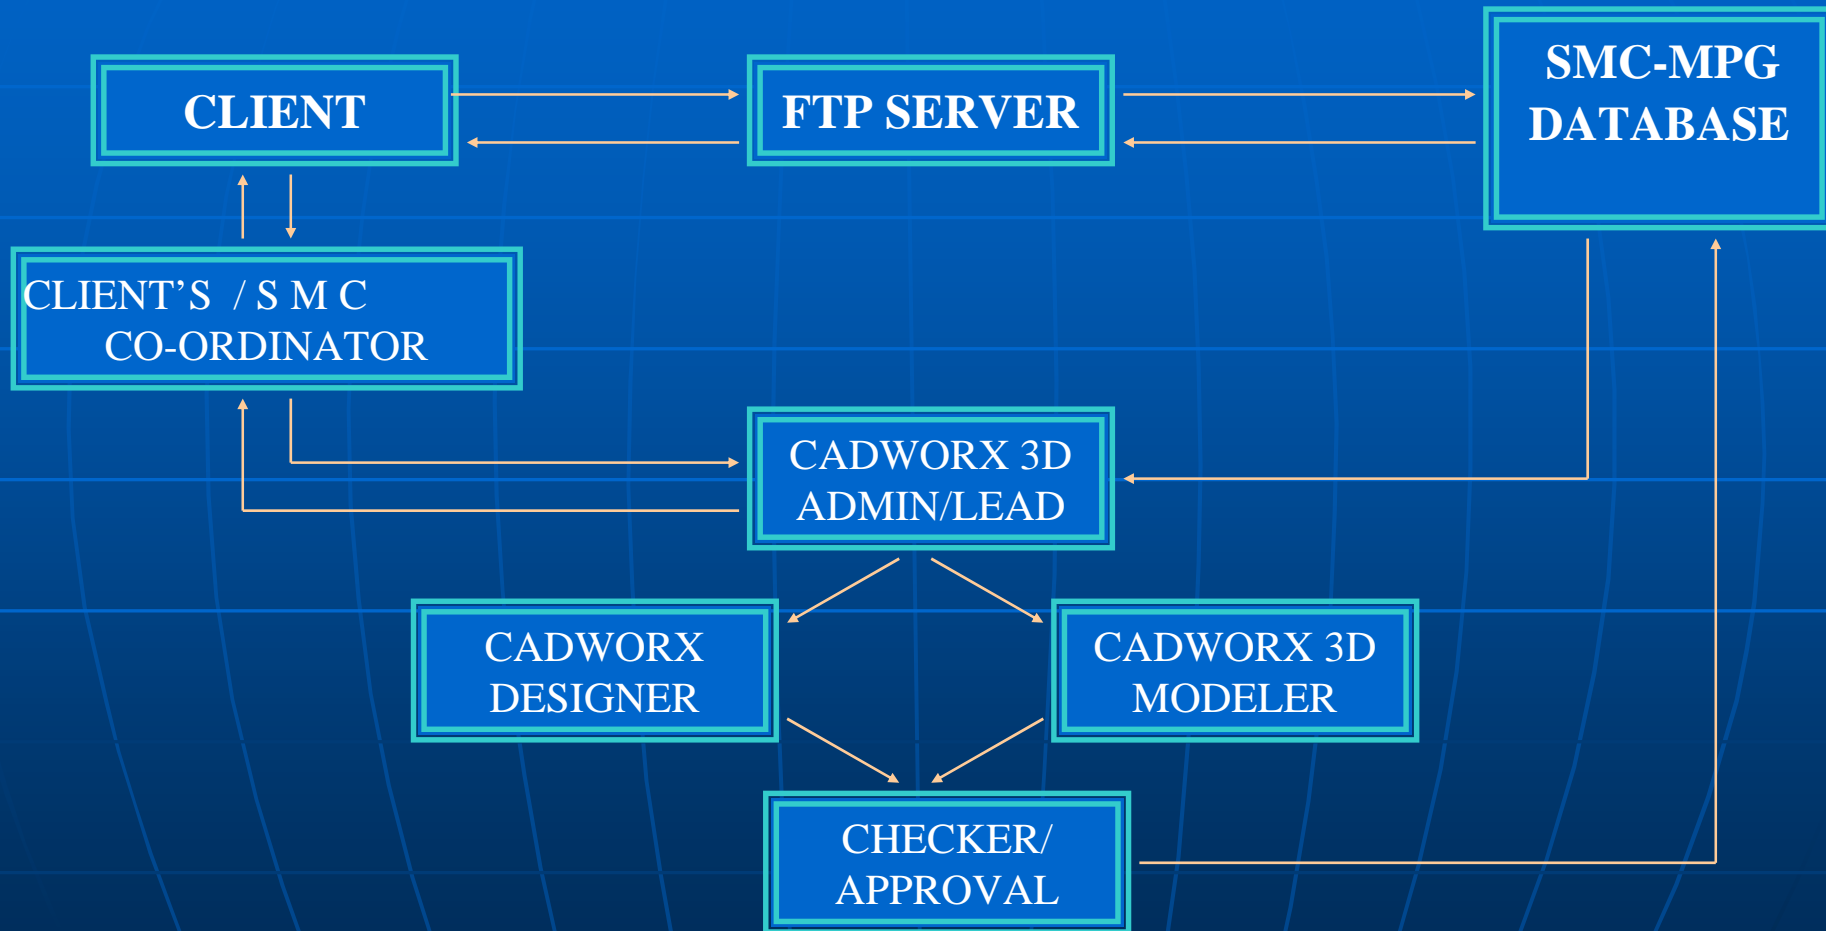 CLIENT
FTP SERVER
SMC-MPG
DATABASE
CLIENT’S / S M C
CO-ORDINATOR
CADWORX 3D
ADMIN/LEAD
CADWORX
DESIGNER
CADWORX 3D
MODELER
CHECKER/
APPROVAL